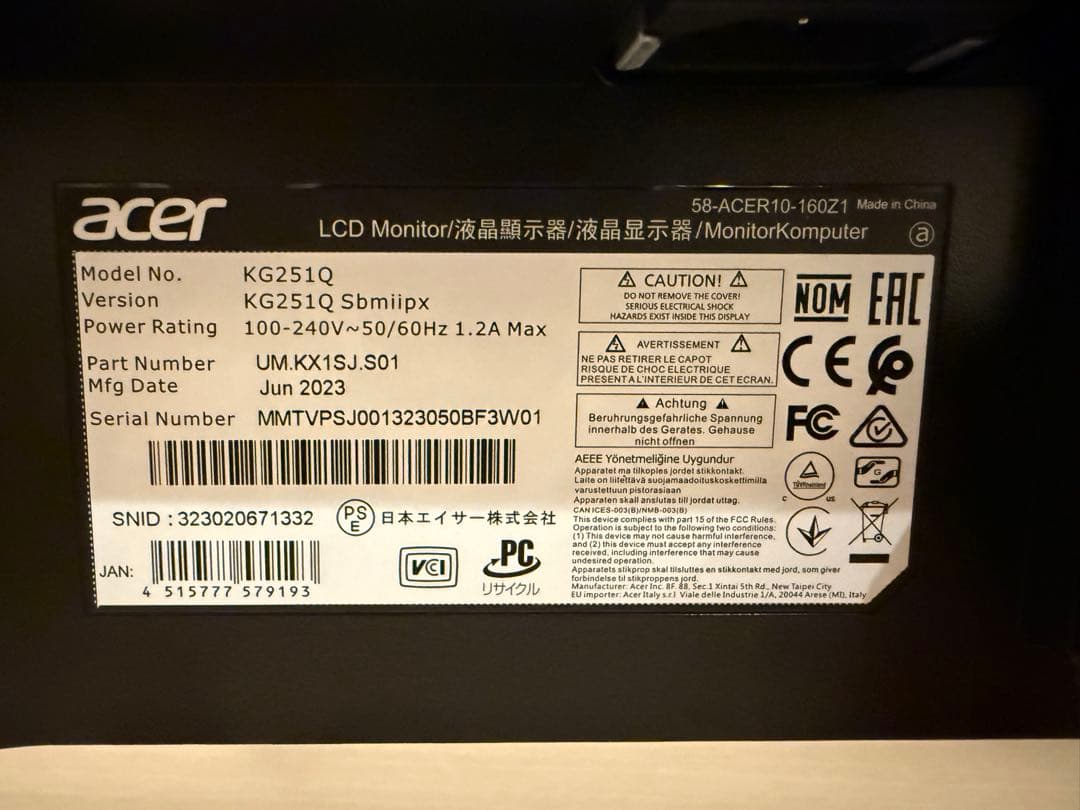 acer
58-ACER10-160Z1 Made in China
LCD Monitor/液晶顯示器/液晶显示器/MonitorKomputer
a
Model No. KG251Q
Version KG251Q Sbmiipx
Power Rating 100-240V~50/60Hz 1.2A Max
Part Number UM.KX1SJ.S01
Mfg Date Jun 2023
Serial Number MMTVPSJ001323050BF3W01
SNID : 323020671332
PS
E
日本エイサー株式会社
JAN:
4 515777 579193
VCCI
PC
リサイクル
CAUTION!
DO NOT REMOVE THE COVER!
SERIOUS ELECTRICAL SHOCK
HAZARDS EXIST INSIDE THIS DISPLAY
AVERTISSEMENT
NE PAS RETIRER LE CAPOT
RISQUE DE CHOC ELECTRIQUE
PRESENT A L'INTERIEUR DE CET ECRAN.
Achtung
Beruhrungsgefahrliche Spannung
innerhalb des Gerates. Gehause
nicht offnen
AEEE Yönetmeliğine Uygundur
Apparatet ma tilkoples jordet stikkontakt.
Laite on liitettävä suojamaadoituskoskettimilla
varustettuun pistorasiaan
Apparaten skall anslutas till jordat uttag.
CAN ICES-003(B)/NMB-003(B)
This device complies with part 15 of the FCC Rules.
Operation is subject to the following two conditions:
(1) This device may not cause harmful interference,
and (2) this device must accept any interference
received, including interference that may cause
undesired operation.
Apparatets stikprop skal tilsluttes en stikkontakt med jord, som giver
forbindelse til stikproppens jord.
Manufacturer: Acer Inc. 8F. 88, Sec.1 Xintai 5th Rd., New Taipei City
EU importer: Acer Italy s.r.l Viale delle Industrie 1/A, 20044 Arese (MI), Italy
NOM
EAC
CE
FC
TÜVRheinland
C US
G